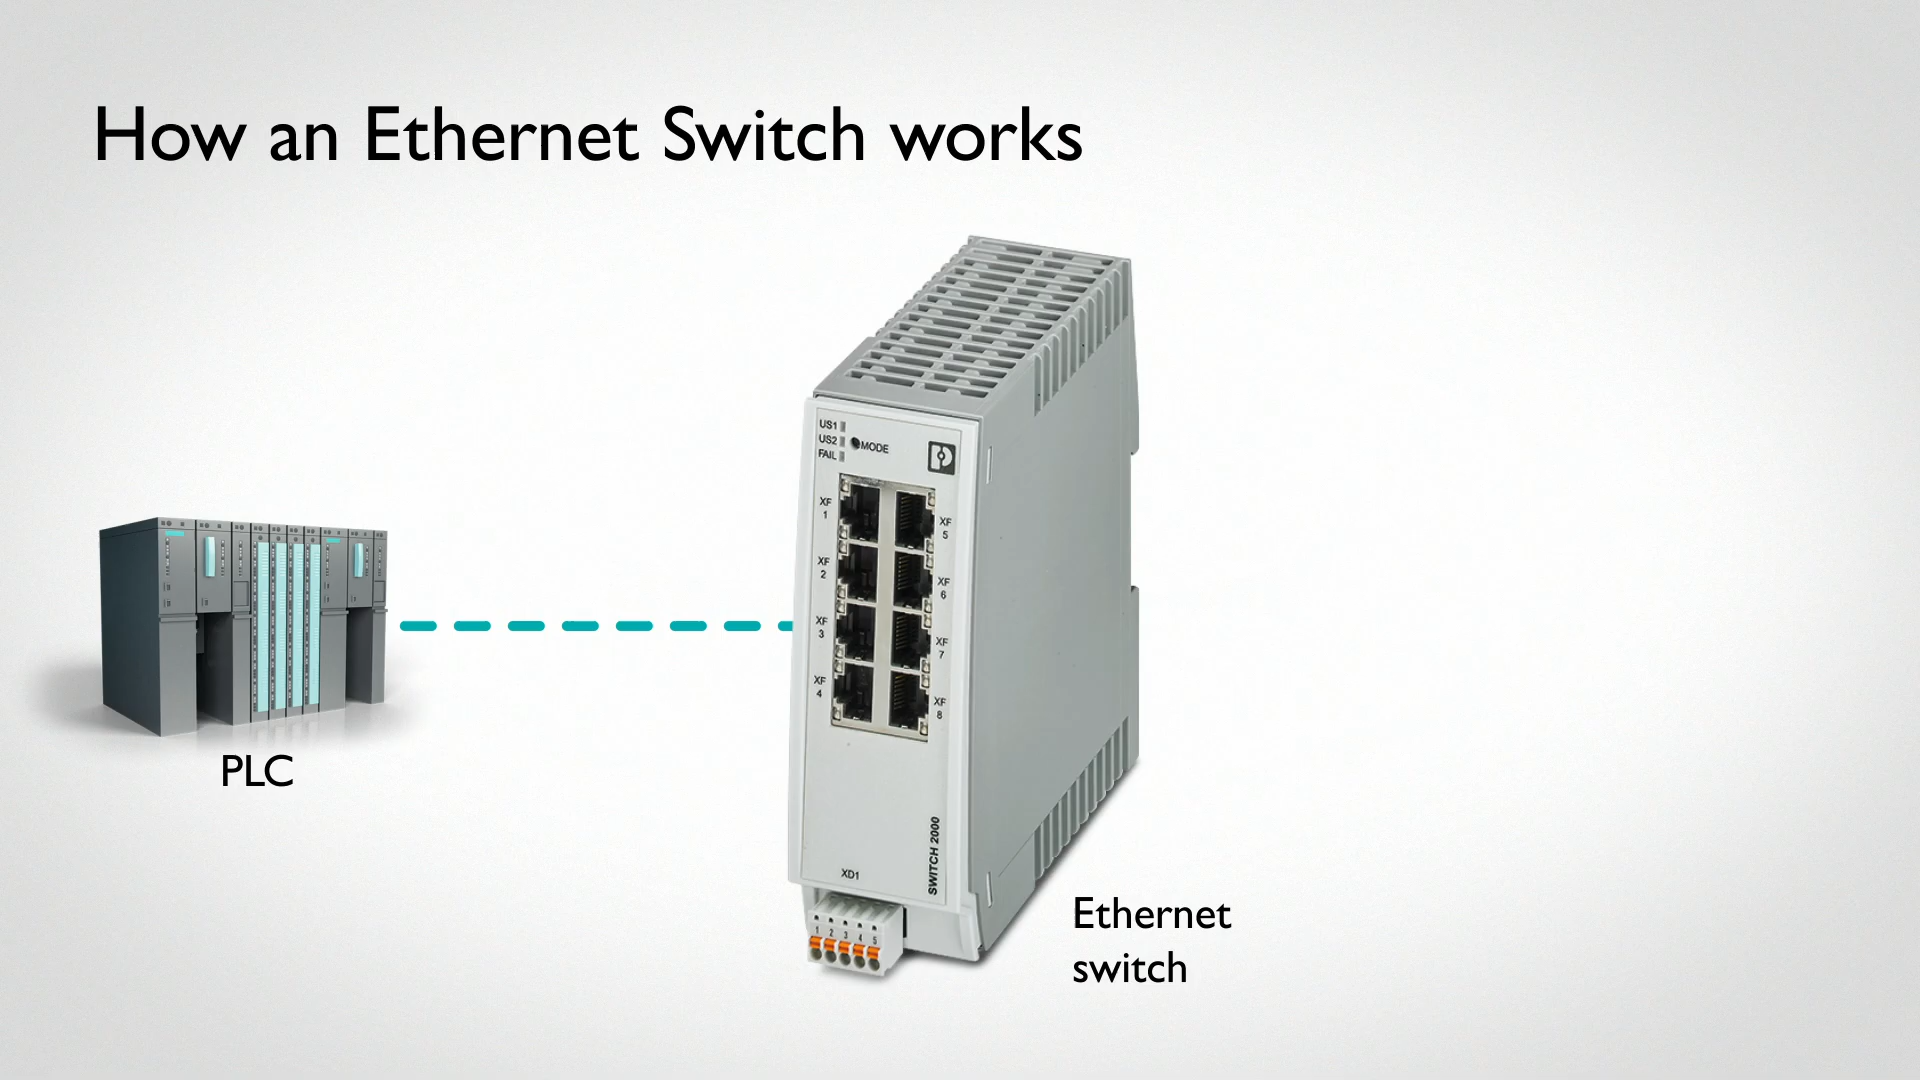 How an Ethernet Switch works
US1
US2
FAIL
MODE
XF
1
XF
5
XF
2
XF
6
XF
3
XF
7
XF
4
XF
8
SWITCH 2000
XD1
1 2 3 4 5
PLC
Ethernet
switch